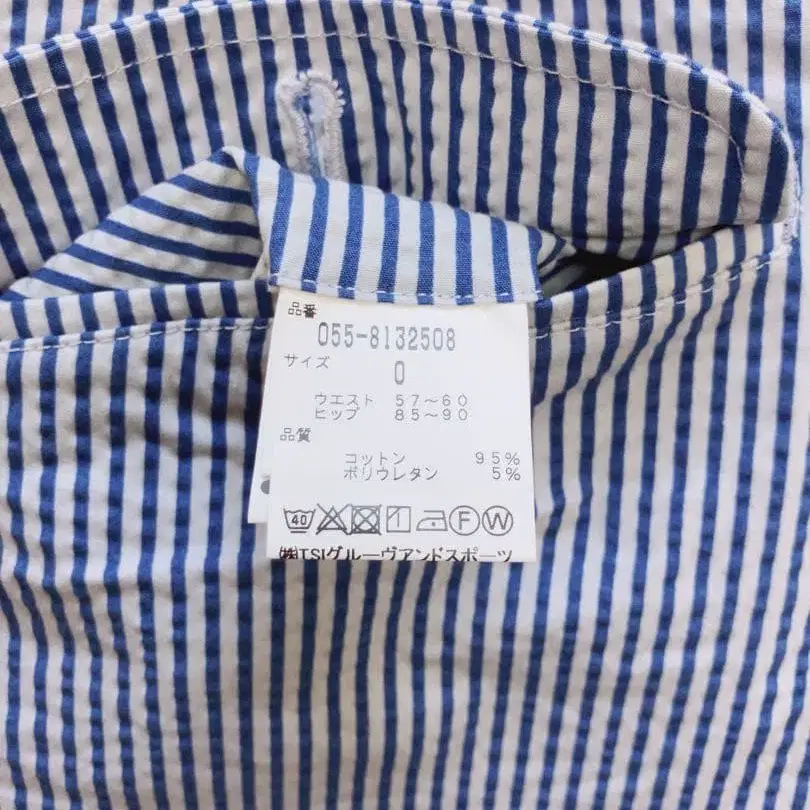 品番
055-8132508
サイズ
0
ウエスト 57～60
ヒップ 85～90
品質
コットン 95%
ポリウレタン 5%
40 F W
㈱TSIグルーヴアンドスポーツ